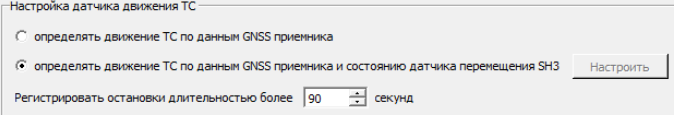 Настройка датчика движения ТС
определять движение ТС по данным GNSS приемника
определять движение ТС по данным GNSS приемника и состоянию датчика перемещения SH3 Настроить
Регистрировать остановки длительностью более 90 секунд